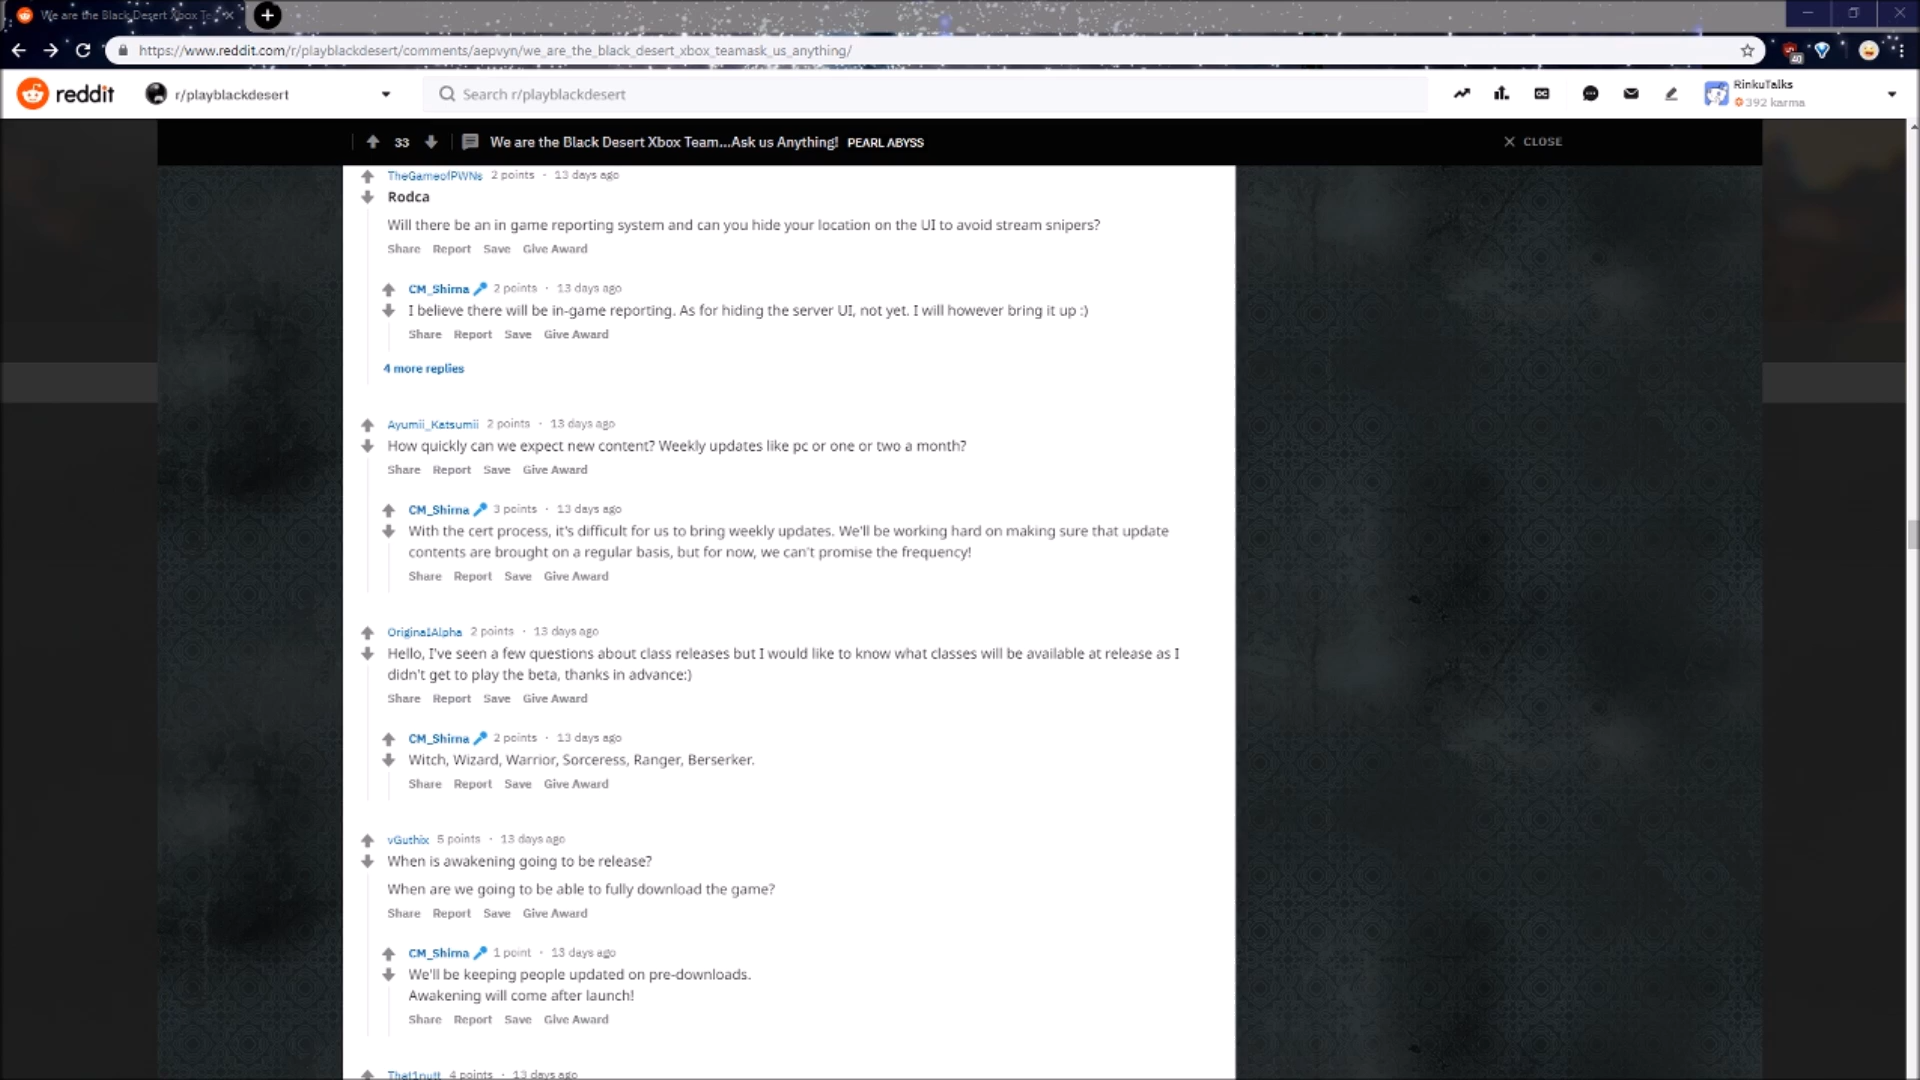 We are the Black Desert Xbox Te
https://www.reddit.com/r/playblackdesert/comments/aepvyn/we_are_the_black_desert_xbox_teamask_us_anything/
40
reddit
r/playblackdesert
Search r/playblackdesert
RinkuTalks
392 karma
33 We are the Black Desert Xbox Team...Ask us Anything! PEARL ABYSS
CLOSE
TheGameofPWNs 2 points · 13 days ago
Rodca
Will there be an in game reporting system and can you hide your location on the UI to avoid stream snipers?
Share Report Save Give Award
CM_Shirna 2 points · 13 days ago
I believe there will be in-game reporting. As for hiding the server UI, not yet. I will however bring it up :)
Share Report Save Give Award
4 more replies
Ayumii_Katsumii 2 points · 13 days ago
How quickly can we expect new content? Weekly updates like pc or one or two a month?
Share Report Save Give Award
CM_Shirna 3 points · 13 days ago
With the cert process, it's difficult for us to bring weekly updates. We'll be working hard on making sure that update
contents are brought on a regular basis, but for now, we can't promise the frequency!
Share Report Save Give Award
Origina1Alpha 2 points · 13 days ago
Hello, I've seen a few questions about class releases but I would like to know what classes will be available at release as I
didn't get to play the beta, thanks in advance:)
Share Report Save Give Award
CM_Shirna 2 points · 13 days ago
Witch, Wizard, Warrior, Sorceress, Ranger, Berserker.
Share Report Save Give Award
vGuthix 5 points · 13 days ago
When is awakening going to be release?
When are we going to be able to fully download the game?
Share Report Save Give Award
CM_Shirna 1 point · 13 days ago
We'll be keeping people updated on pre-downloads.
Awakening will come after launch!
Share Report Save Give Award
That1nutt 4 points · 13 days ago